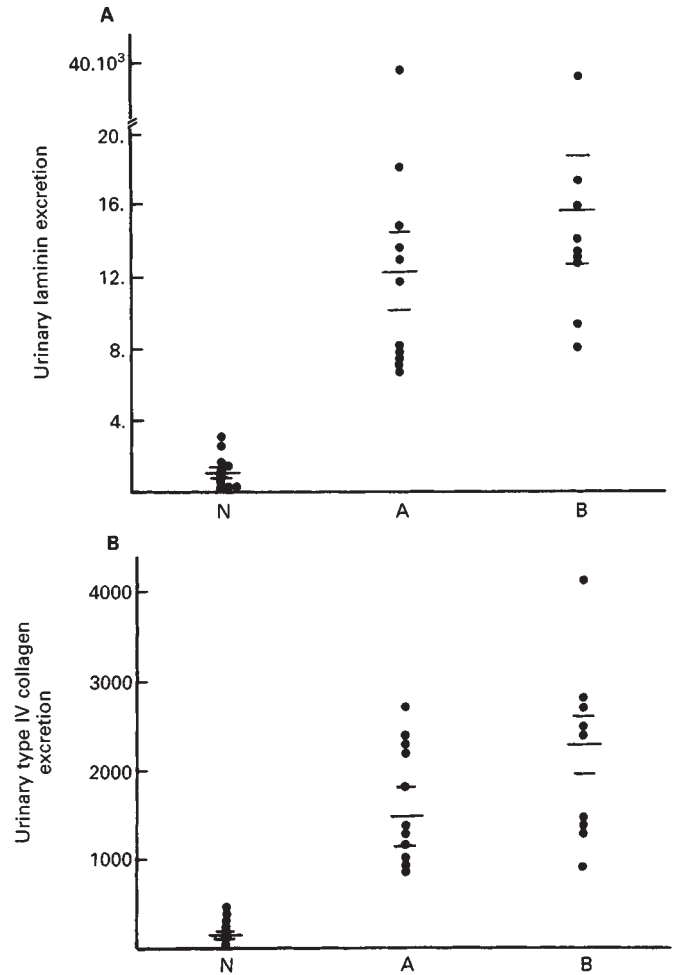 A
Urinary laminin excretion
40.10³
20.
16.
12.
8.
4.
N A B
B
Urinary type IV collagen
excretion
4000
3000
2000
1000
N A B